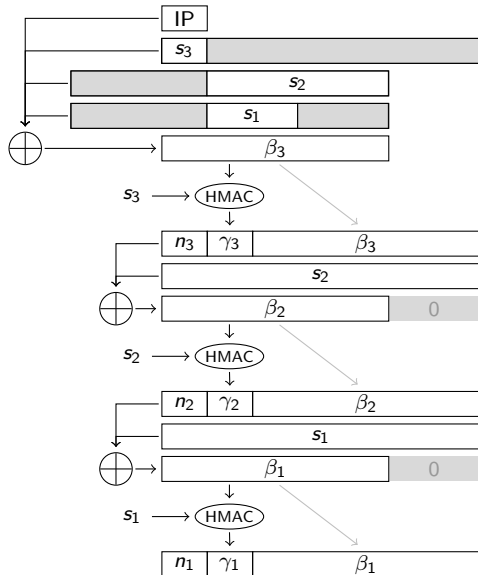 IP
s₃
s₂
s₁
β₃
s₃ HMAC
n₃ γ₃ β₃
s₂
β₂ 0
s₂ HMAC
n₂ γ₂ β₂
s₁
β₁ 0
s₁ HMAC
n₁ γ₁ β₁